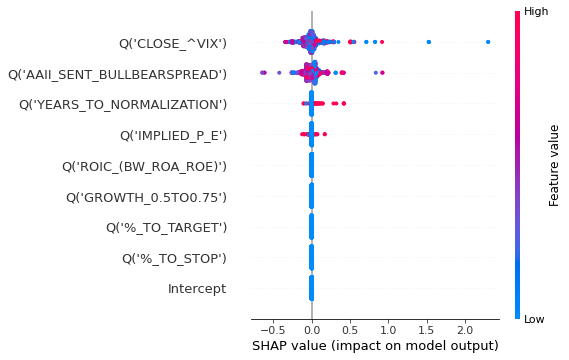 High
Q('CLOSE_^VIX')
Q('AAII_SENT_BULLBEARSPREAD')
Q('YEARS_TO_NORMALIZATION')
Q('IMPLIED_P_E')
Q('ROIC_(BW_ROA_ROE)')
Q('GROWTH_0.5TO0.75')
Q('%_TO_TARGET')
Q('%_TO_STOP')
Intercept
Feature value
Low
−0.5 0.0 0.5 1.0 1.5 2.0
SHAP value (impact on model output)